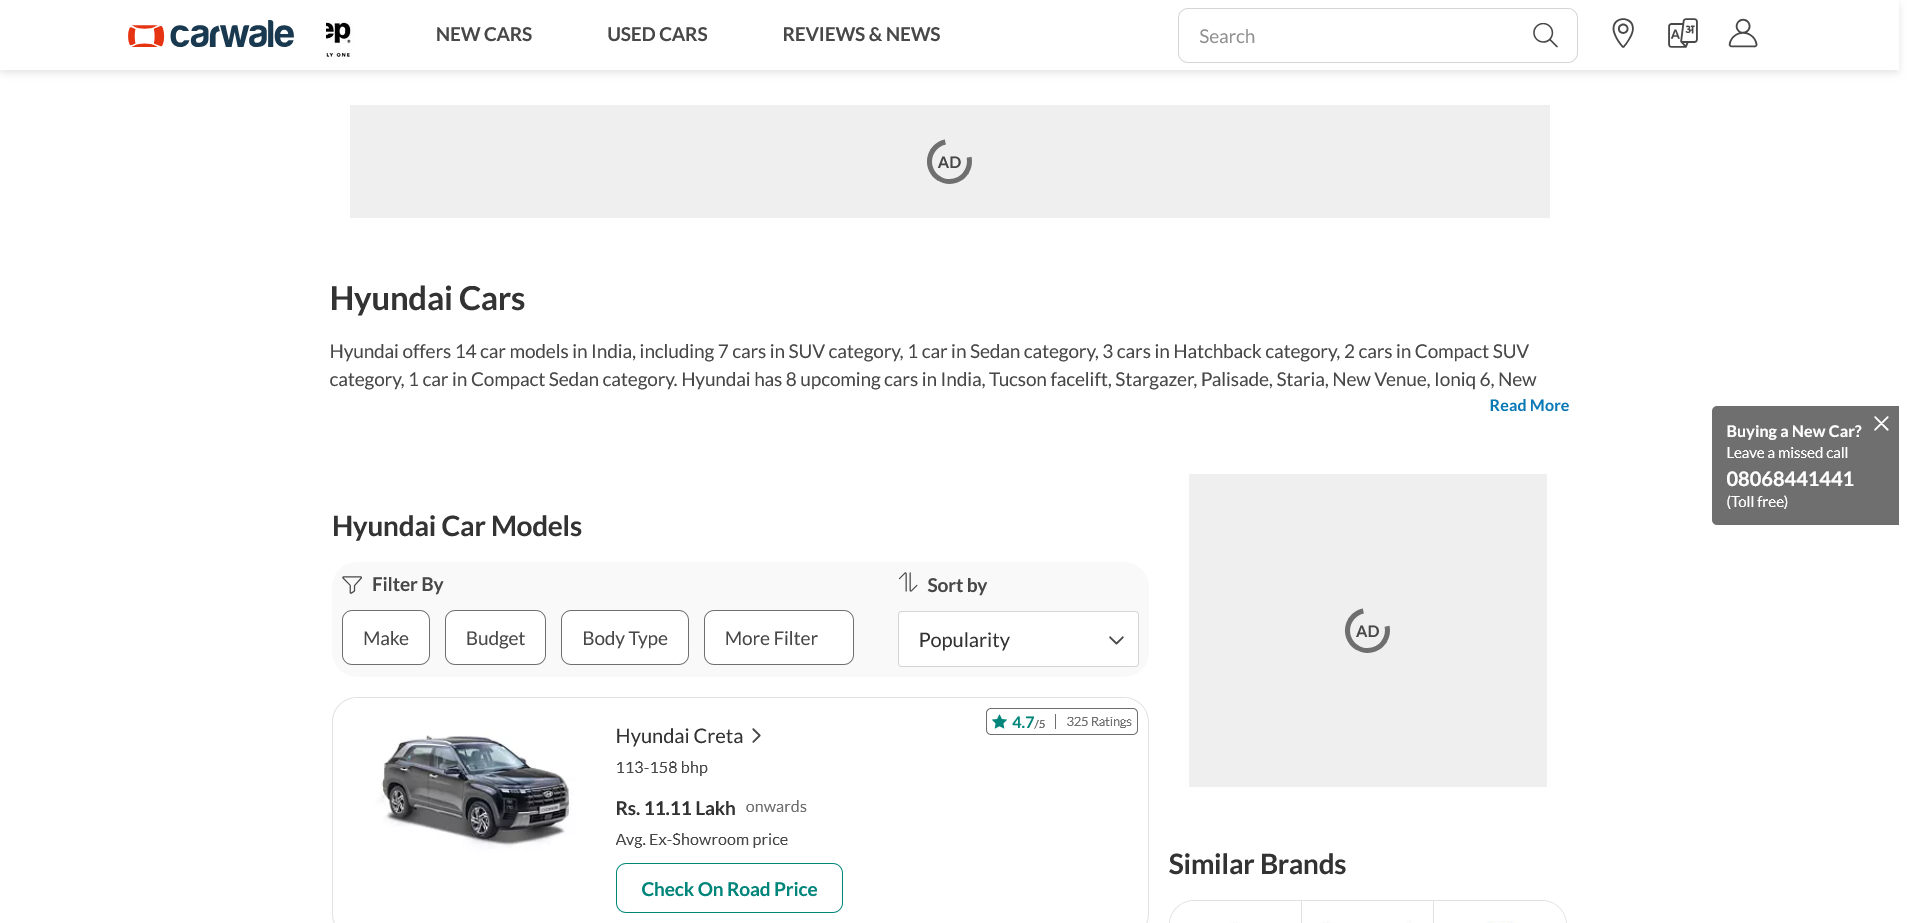 carwale
ep
LY ONE
NEW CARS
USED CARS
REVIEWS & NEWS
Search
A अ
AD
Hyundai Cars
Hyundai offers 14 car models in India, including 7 cars in SUV category, 1 car in Sedan category, 3 cars in Hatchback category, 2 cars in Compact SUV
category, 1 car in Compact Sedan category. Hyundai has 8 upcoming cars in India, Tucson facelift, Stargazer, Palisade, Staria, New Venue, Ioniq 6, New
Read More
Buying a New Car?
Leave a missed call
08068441441
(Toll free)
Hyundai Car Models
Filter By
Sort by
Make
Budget
Body Type
More Filter
Popularity
AD
4.7/5 | 325 Ratings
Hyundai Creta
113-158 bhp
Rs. 11.11 Lakh onwards
Avg. Ex-Showroom price
Check On Road Price
Similar Brands